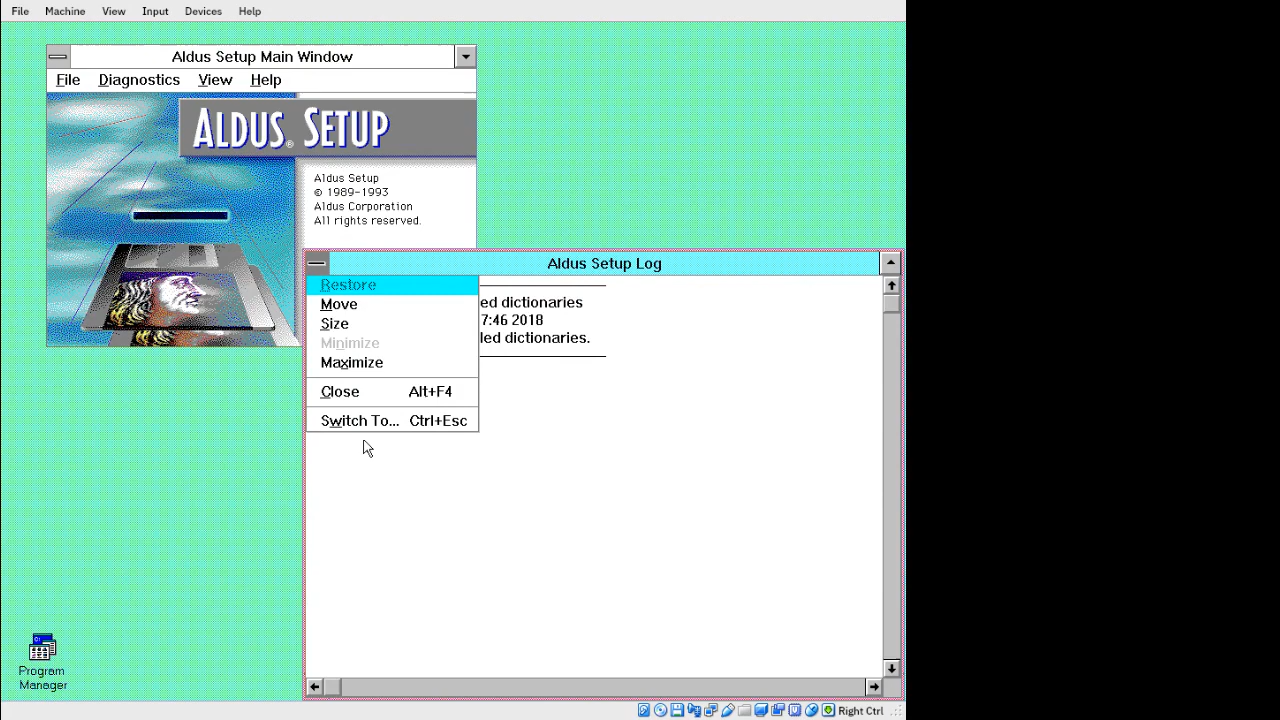 File Machine View Input Devices Help
Aldus Setup Main Window
File Diagnostics View Help
ALDUS® SETUP
Aldus Setup
© 1989-1993
Aldus Corporation
All rights reserved.
Aldus Setup Log
Restore
Move
Size
Minimize
Maximize
Close Alt+F4
Switch To... Ctrl+Esc
ed dictionaries
7:46 2018
led dictionaries.
Program
Manager
Right Ctrl